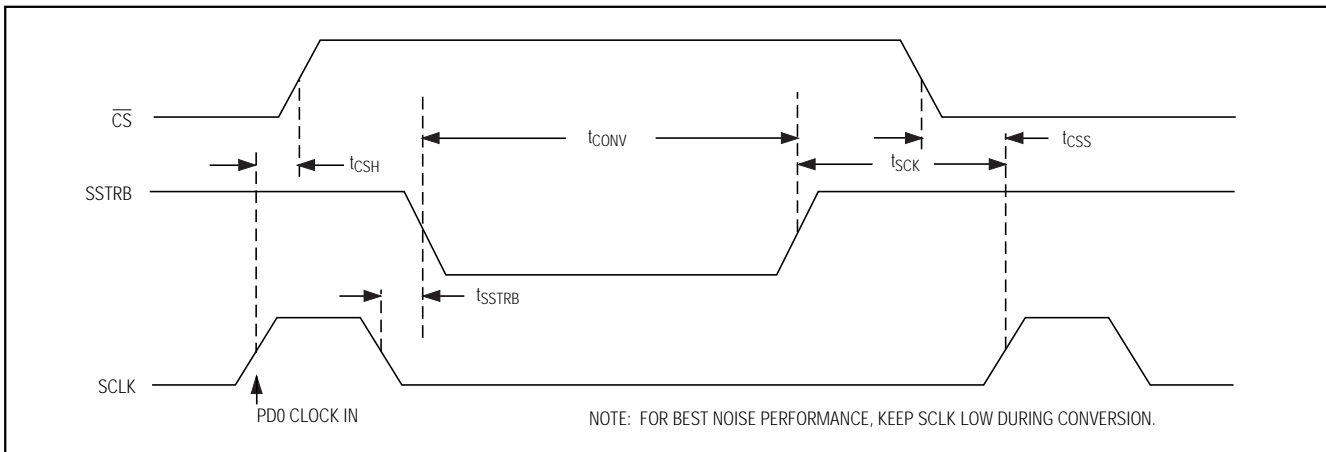 C̅S̅
tCONV
tCSS
tCSH
tSCK
SSTRB
tSSTRB
SCLK
PD0 CLOCK IN
NOTE: FOR BEST NOISE PERFORMANCE, KEEP SCLK LOW DURING CONVERSION.